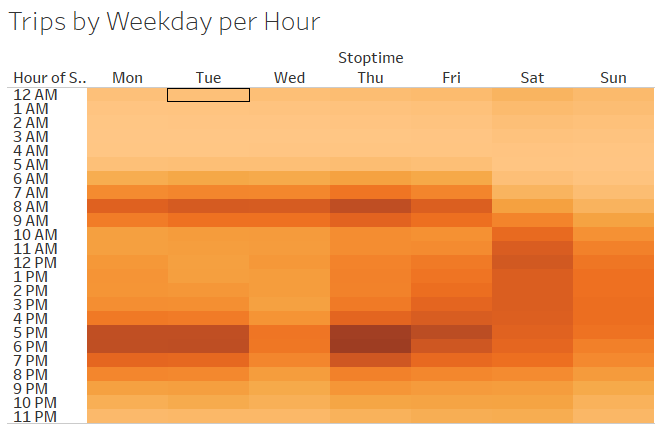 Trips by Weekday per Hour
Stoptime
Hour of S.. Mon Tue Wed Thu Fri Sat Sun
12 AM
1 AM
2 AM
3 AM
4 AM
5 AM
6 AM
7 AM
8 AM
9 AM
10 AM
11 AM
12 PM
1 PM
2 PM
3 PM
4 PM
5 PM
6 PM
7 PM
8 PM
9 PM
10 PM
11 PM